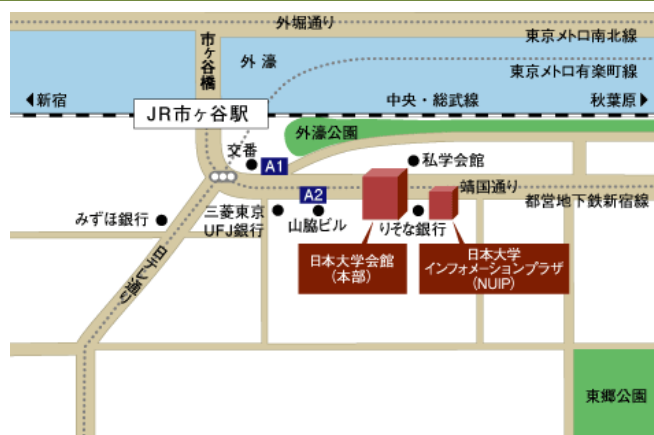 外堀通り
東京メトロ南北線
市ヶ谷橋
外 濠
東京メトロ有楽町線
新宿
中央・総武線
秋葉原
JR市ヶ谷駅
外濠公園
交番
A1
私学会館
靖国通り
A2
都営地下鉄新宿線
みずほ銀行
三菱東京
UFJ銀行
山脇ビル
りそな銀行
日本大学会館
(本部)
日本大学
インフォメーションプラザ
(NUIP)
日テレ通り
東郷公園